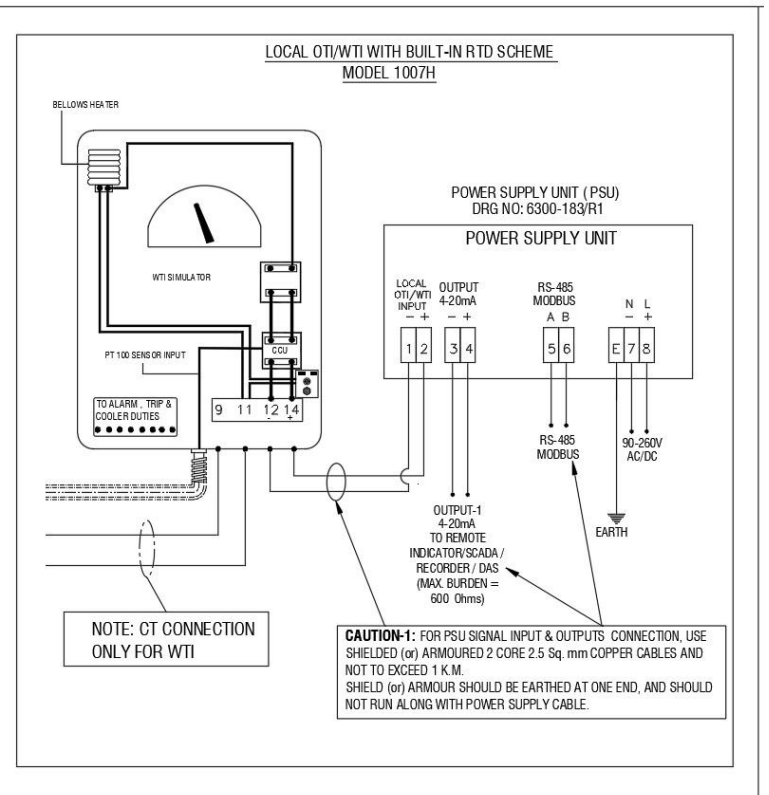 LOCAL OTI/WTI WITH BUILT-IN RTD SCHEME
MODEL 1007H
BELLOWS HEATER
WTI SIMULATOR
CCU
PT 100 SENSOR INPUT
TO ALARM , TRIP &
COOLER DUTIES
9 11 12 14
- +
POWER SUPPLY UNIT ( PSU)
DRG NO: 6300-183/R1
POWER SUPPLY UNIT
LOCAL
OTI/WTI
INPUT
- +
1 2
OUTPUT
4-20mA
- +
3 4
RS-485
MODBUS
A B
5 6
N L
- +
E 7 8
RS-485
MODBUS
90-260V
AC/DC
EARTH
OUTPUT-1
4-20mA
TO REMOTE
INDICATOR/SCADA /
RECORDER / DAS
(MAX. BURDEN =
600 Ohms)
NOTE: CT CONNECTION
ONLY FOR WTI
CAUTION-1: FOR PSU SIGNAL INPUT & OUTPUTS CONNECTION, USE
SHIELDED (or) ARMOURED 2 CORE 2.5 Sq. mm COPPER CABLES AND
NOT TO EXCEED 1 K.M.
SHIELD (or) ARMOUR SHOULD BE EARTHED AT ONE END, AND SHOULD
NOT RUN ALONG WITH POWER SUPPLY CABLE.